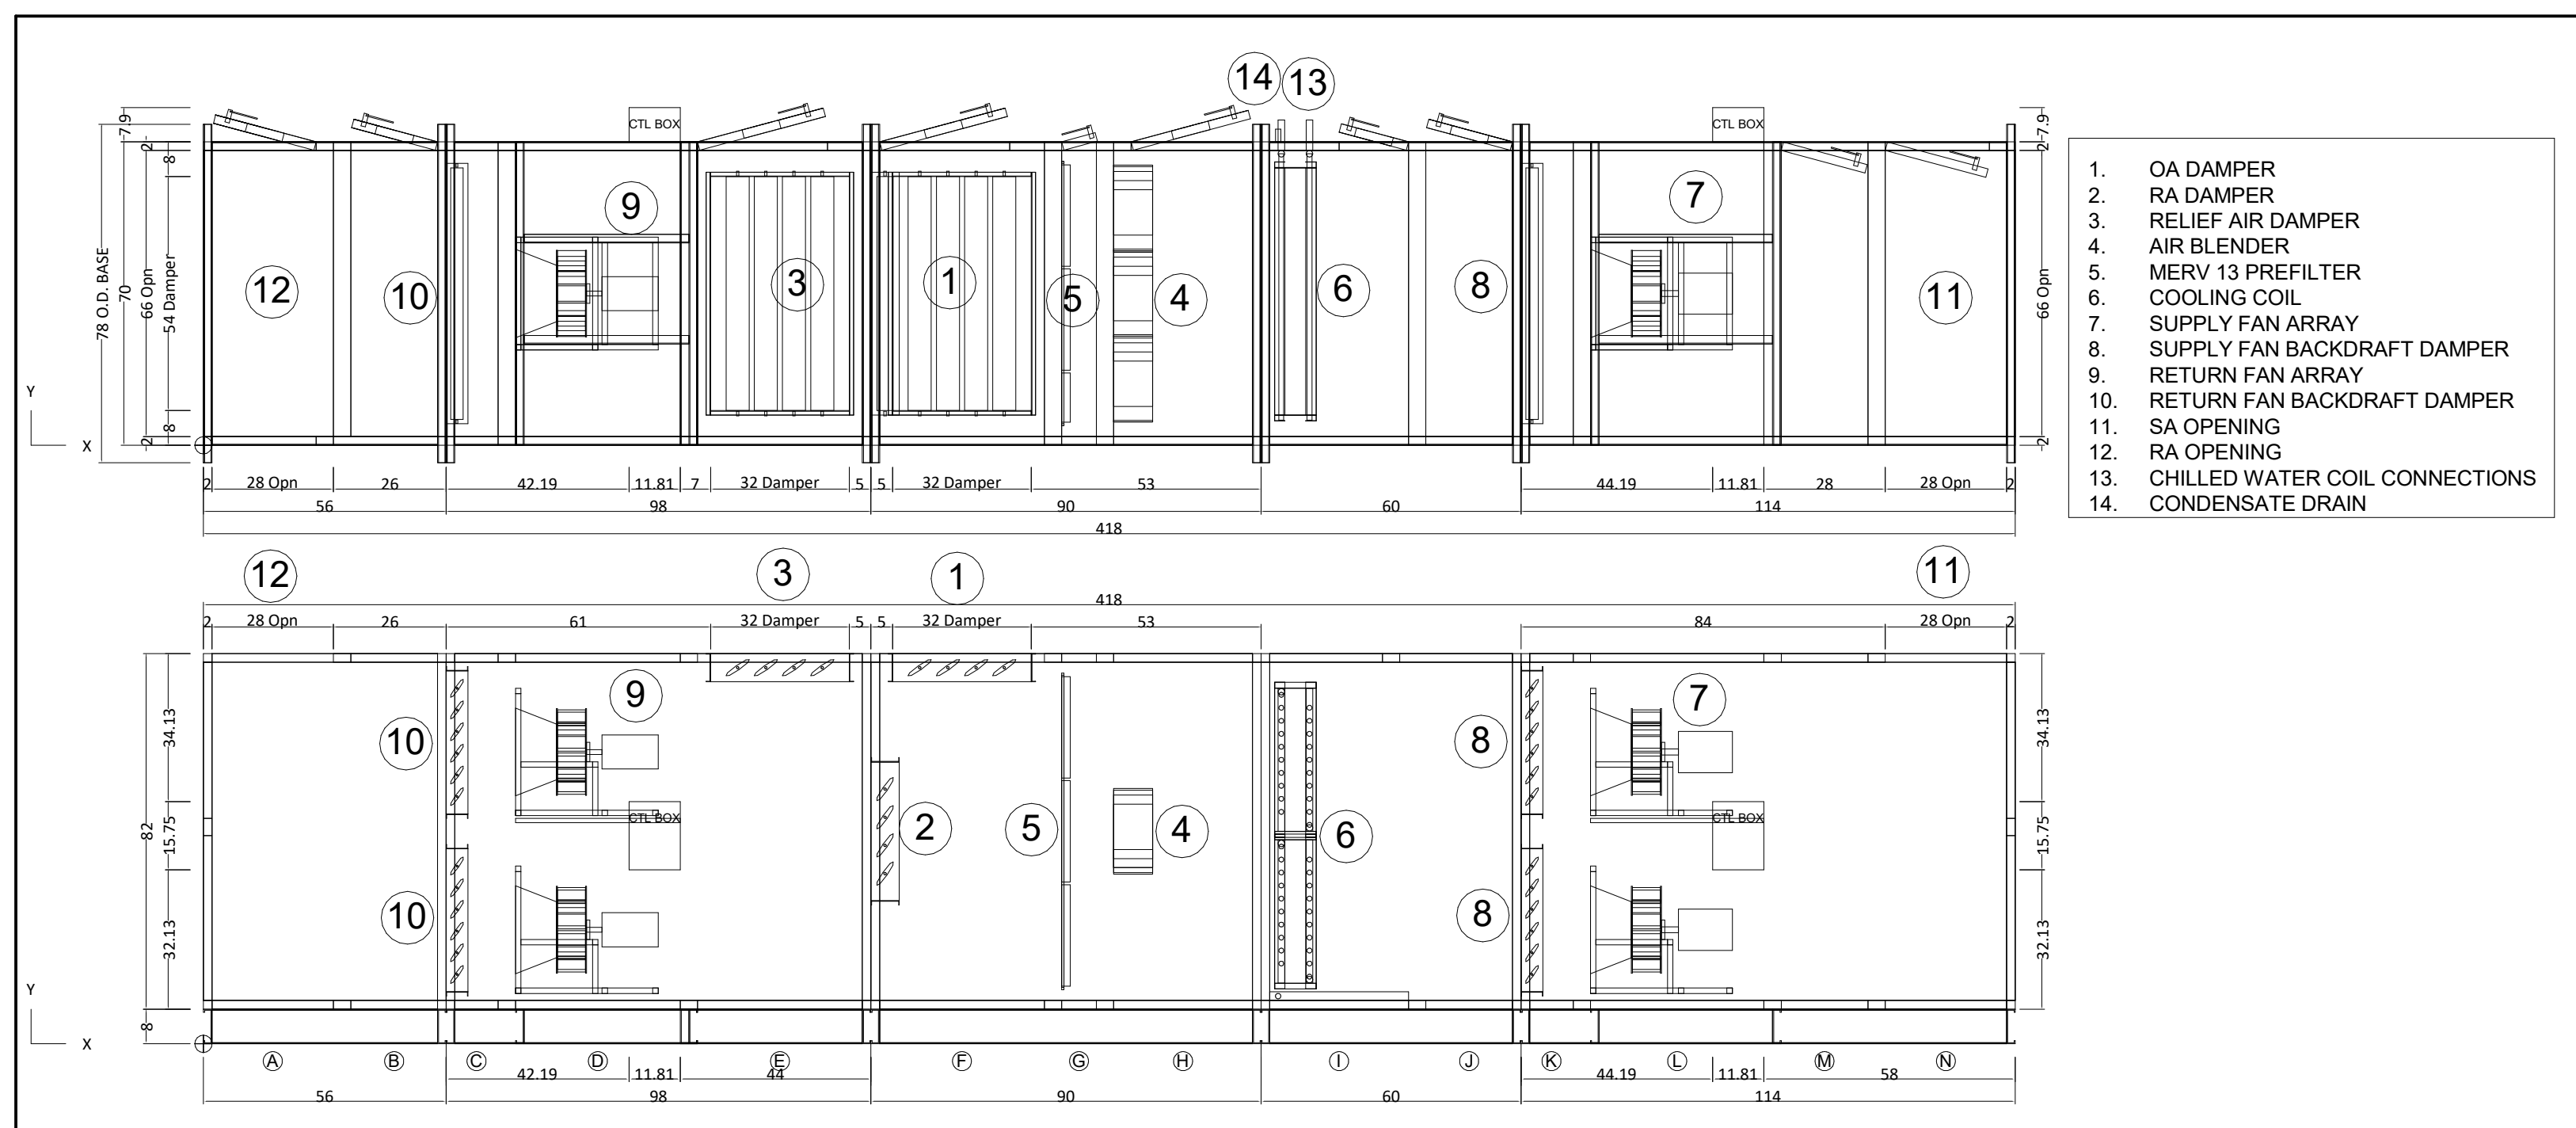 14 13
CTL BOX CTL BOX
7.9 2 8 7.9 2
9 7
12 10 3 1 5 4 6 8 11
78 O.D. BASE 70 66 Opn 54 Damper 66 Opn
Y
X
2 8 2
2 28 Opn 26 42.19 11.81 7 32 Damper 5 5 32 Damper 53 44.19 11.81 28 28 Opn 2
56 98 90 60 114
418
1. OA DAMPER
2. RA DAMPER
3. RELIEF AIR DAMPER
4. AIR BLENDER
5. MERV 13 PREFILTER
6. COOLING COIL
7. SUPPLY FAN ARRAY
8. SUPPLY FAN BACKDRAFT DAMPER
9. RETURN FAN ARRAY
10. RETURN FAN BACKDRAFT DAMPER
11. SA OPENING
12. RA OPENING
13. CHILLED WATER COIL CONNECTIONS
14. CONDENSATE DRAIN
12 3 1 11
418
2 28 Opn 26 61 32 Damper 5 5 32 Damper 53 84 28 Opn 2
9 7
34.13 10 8 8 34.13
82 15.75 CTL BOX 2 5 4 6 CTL BOX 15.75
32.13 10 32.13
Y
8
X
A B C D E F G H I J K L M N
42.19 11.81 44 44.19 11.81 58
56 98 90 60 114